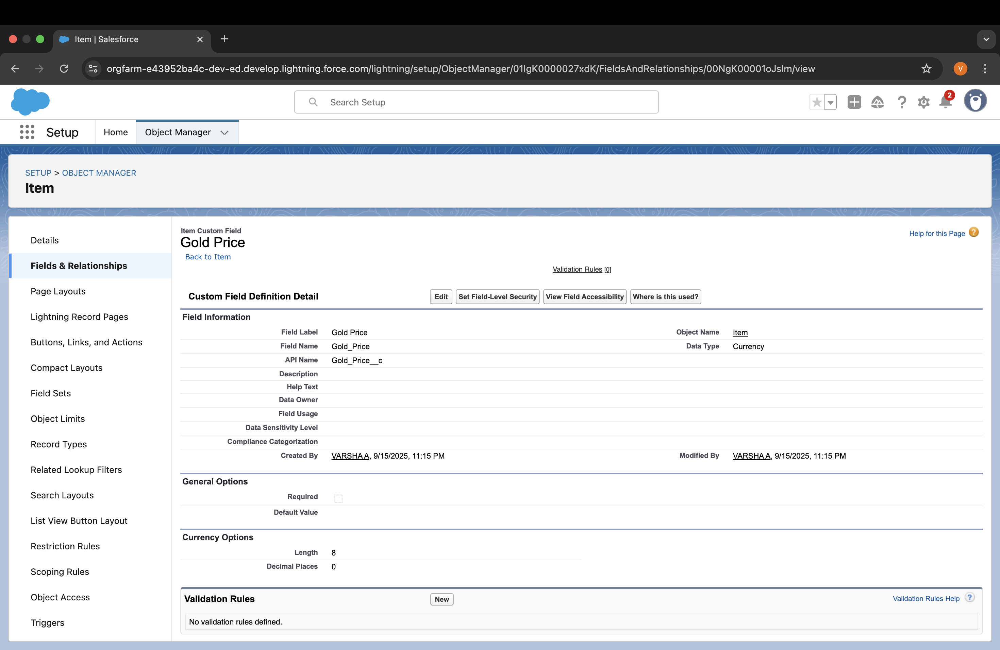 Item | Salesforce
orgfarm-e43952ba4c-dev-ed.develop.lightning.force.com/lightning/setup/ObjectManager/01IgK0000027xdK/FieldsAndRelationships/00NgK00001oJslm/view
V
Search Setup
2
Setup
Home
Object Manager
SETUP > OBJECT MANAGER
Item
Details
Fields & Relationships
Page Layouts
Lightning Record Pages
Buttons, Links, and Actions
Compact Layouts
Field Sets
Object Limits
Record Types
Related Lookup Filters
Search Layouts
List View Button Layout
Restriction Rules
Scoping Rules
Object Access
Triggers
Item Custom Field
Gold Price
Back to Item
Help for this Page ?
Validation Rules [0]
Custom Field Definition Detail Edit Set Field-Level Security View Field Accessibility Where is this used?
Field Information
Field Label Gold Price Object Name Item
Field Name Gold_Price Data Type Currency
API Name Gold_Price__c
Description
Help Text
Data Owner
Field Usage
Data Sensitivity Level
Compliance Categorization
Created By VARSHA A, 9/15/2025, 11:15 PM Modified By VARSHA A, 9/15/2025, 11:15 PM
General Options
Required
Default Value
Currency Options
Length 8
Decimal Places 0
Validation Rules New Validation Rules Help ?
No validation rules defined.